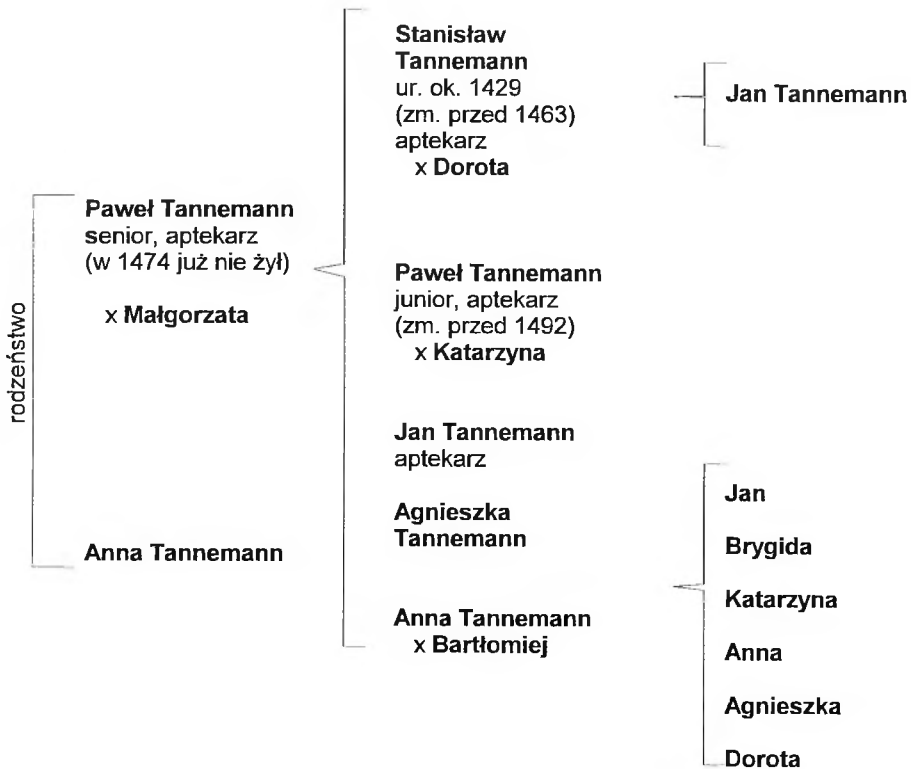 rodzeństwo
Paweł Tannemann
senior, aptekarz
(w 1474 już nie żył)
x Małgorzata
Anna Tannemann
Stanisław
Tannemann
ur. ok. 1429
(zm. przed 1463)
aptekarz
x Dorota
Paweł Tannemann
junior, aptekarz
(zm. przed 1492)
x Katarzyna
Jan Tannemann
aptekarz
Agnieszka
Tannemann
Anna Tannemann
x Bartłomiej
Jan Tannemann
Jan
Brygida
Katarzyna
Anna
Agnieszka
Dorota